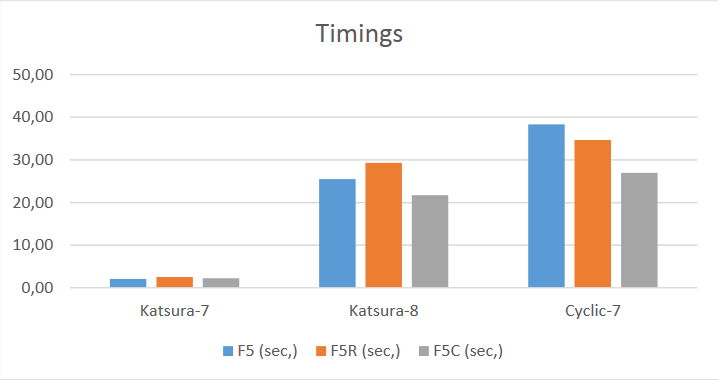 Timings
50,00
40,00
30,00
20,00
10,00
0,00
Katsura-7 Katsura-8 Cyclic-7
F5 (sec,) F5R (sec,) F5C (sec,)